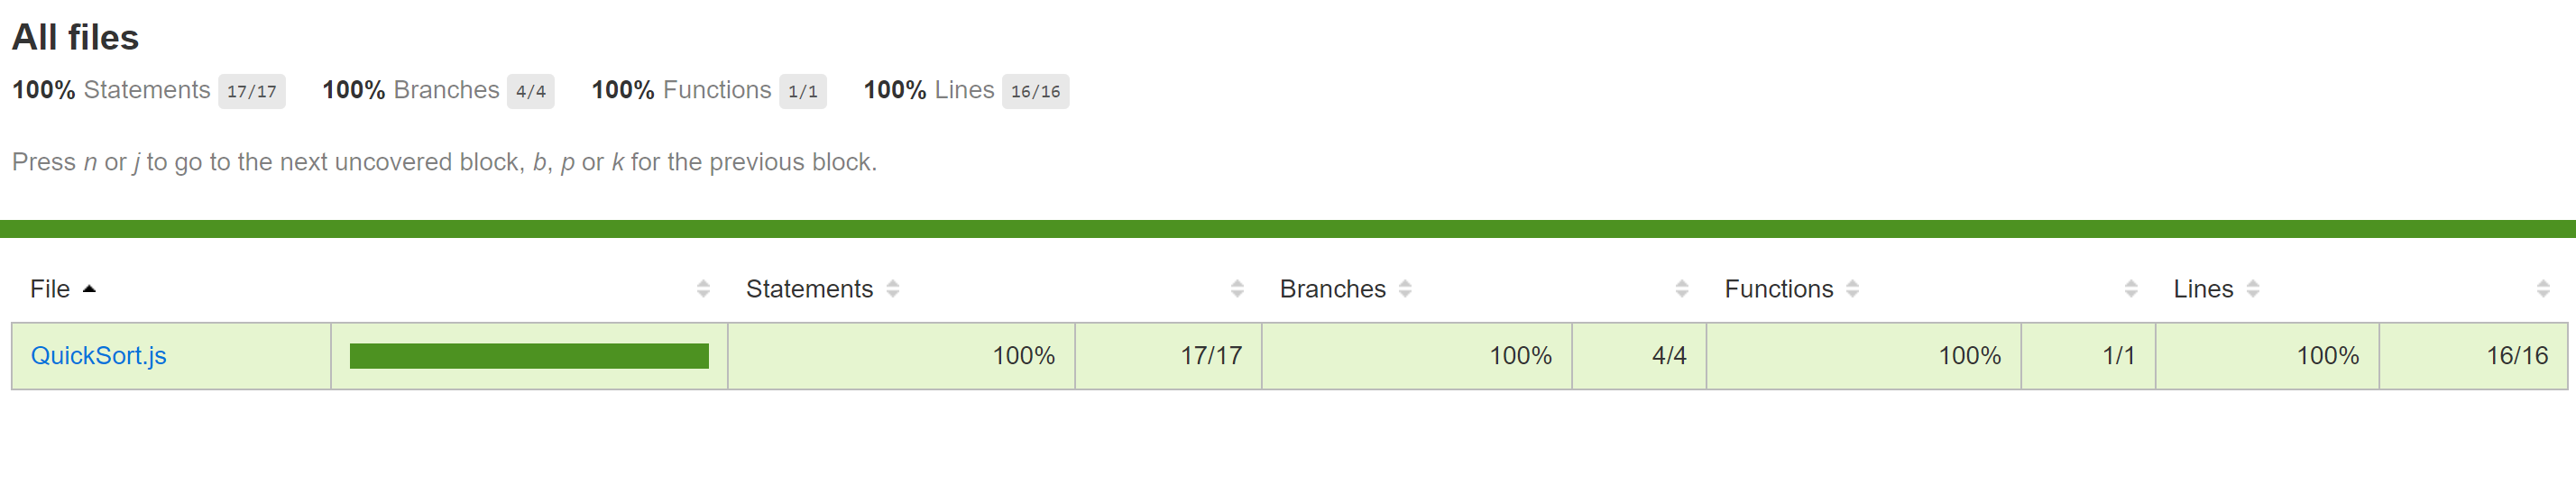 All files
100% Statements 17/17 100% Branches 4/4 100% Functions 1/1 100% Lines 16/16
Press n or j to go to the next uncovered block, b, p or k for the previous block.
File Statements Branches Functions Lines
QuickSort.js 100% 17/17 100% 4/4 100% 1/1 100% 16/16